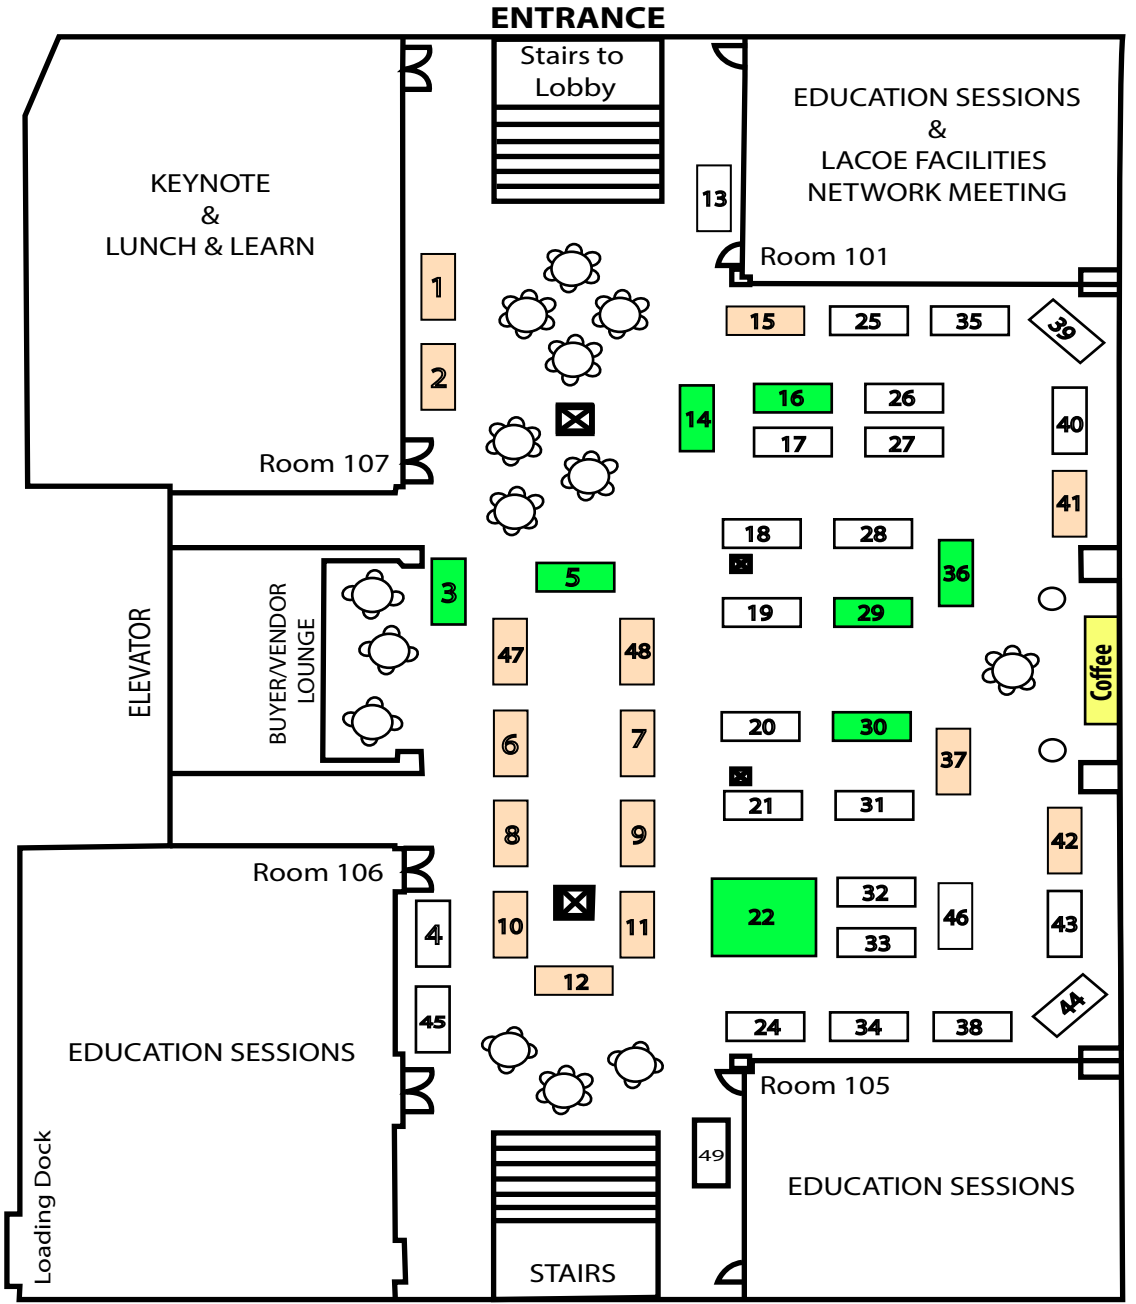 ENTRANCE
Stairs to
Lobby
EDUCATION SESSIONS
&
LACOE FACILITIES
NETWORK MEETING
Room 101
KEYNOTE
&
LUNCH & LEARN
Room 107
13
1
2
15
25
35
39
14
16
26
17
27
40
41
18
28
36
19
29
3
5
ELEVATOR
BUYER/VENDOR
LOUNGE
47
48
Coffee
6
7
20
30
37
21
31
8
9
42
Room 106
4
10
11
22
32
33
46
43
12
45
44
24
34
38
EDUCATION SESSIONS
Loading Dock
Room 105
49
EDUCATION SESSIONS
STAIRS